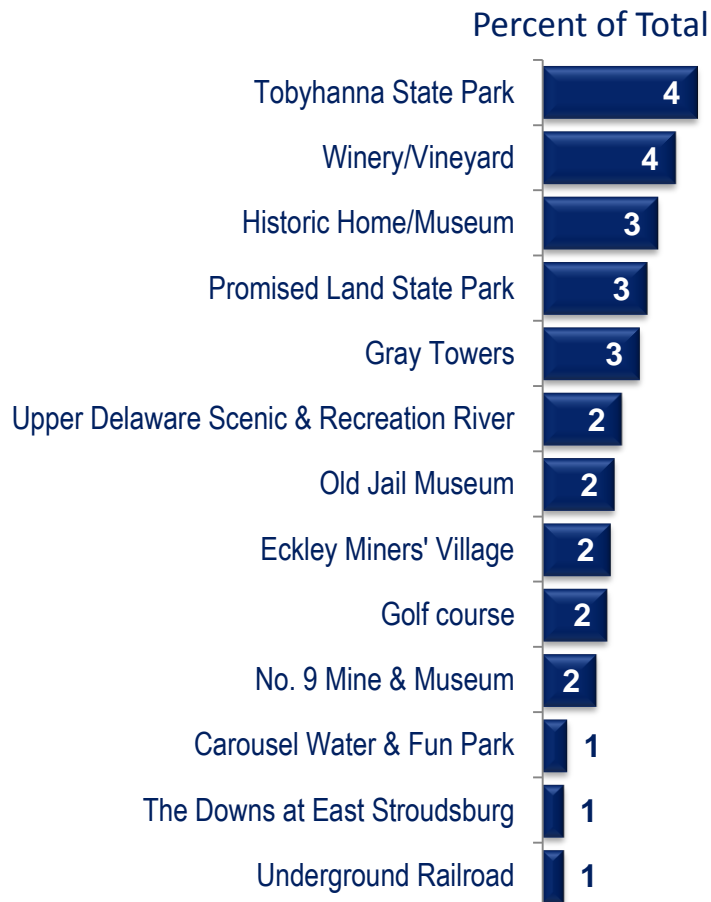 Percent of Total
Tobyhanna State Park 4
Winery/Vineyard 4
Historic Home/Museum 3
Promised Land State Park 3
Gray Towers 3
Upper Delaware Scenic & Recreation River 2
Old Jail Museum 2
Eckley Miners' Village 2
Golf course 2
No. 9 Mine & Museum 2
Carousel Water & Fun Park 1
The Downs at East Stroudsburg 1
Underground Railroad 1